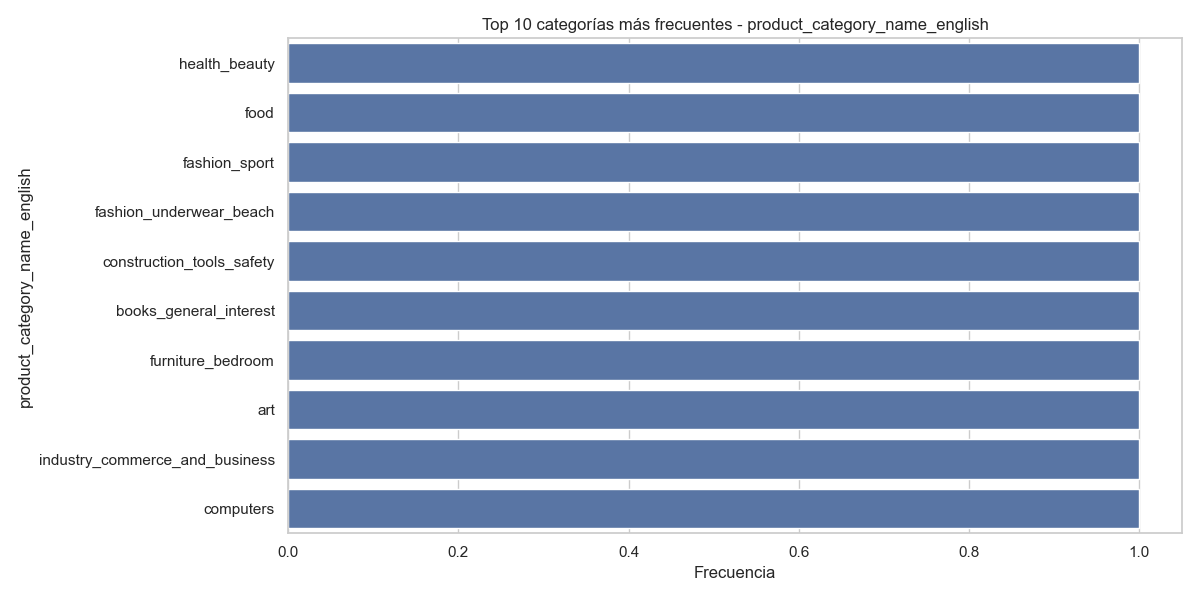 Top 10 categorías más frecuentes - product_category_name_english
product_category_name_english
health_beauty
food
fashion_sport
fashion_underwear_beach
construction_tools_safety
books_general_interest
furniture_bedroom
art
industry_commerce_and_business
computers
0.0 0.2 0.4 0.6 0.8 1.0
Frecuencia